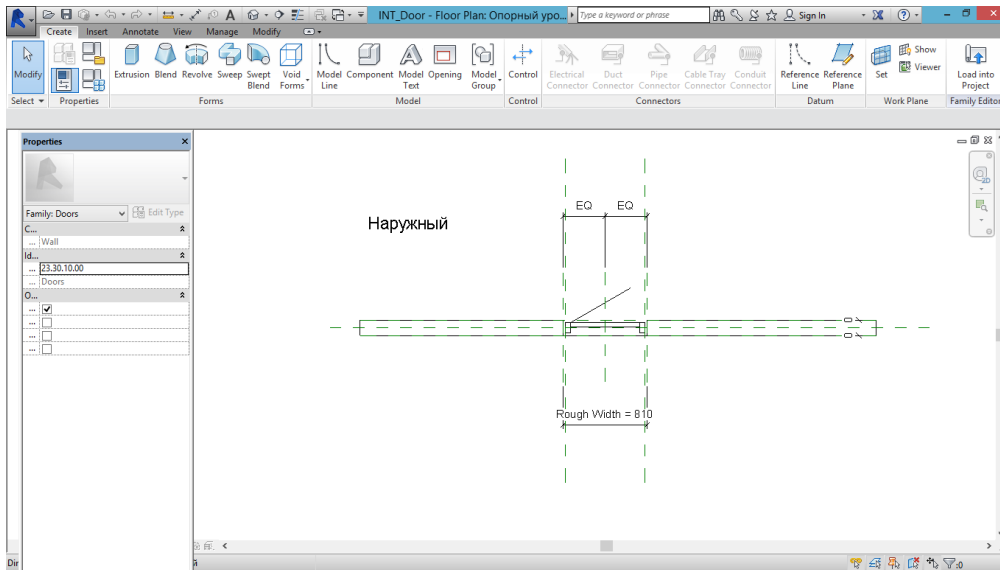 INT_Door - Floor Plan: Опорный уро...
Type a keyword or phrase
Sign In
Create Insert Annotate View Manage Modify
Modify
Extrusion Blend Revolve Sweep Swept Blend Void Forms
Model Line Component Model Text Opening Model Group
Control
Electrical Connector Duct Connector Pipe Connector Cable Tray Connector Conduit Connector
Reference Line Reference Plane
Set Show Viewer
Load into Project
Select Properties Forms Model Control Connectors Datum Work Plane Family Editor
Properties
Family: Doors Edit Type
C...
... Wall
Id...
... 23.30.10.00
... Doors
O...
...
...
...
...
Наружный
EQ EQ
Rough Width = 810
2D
Dir
й
:0